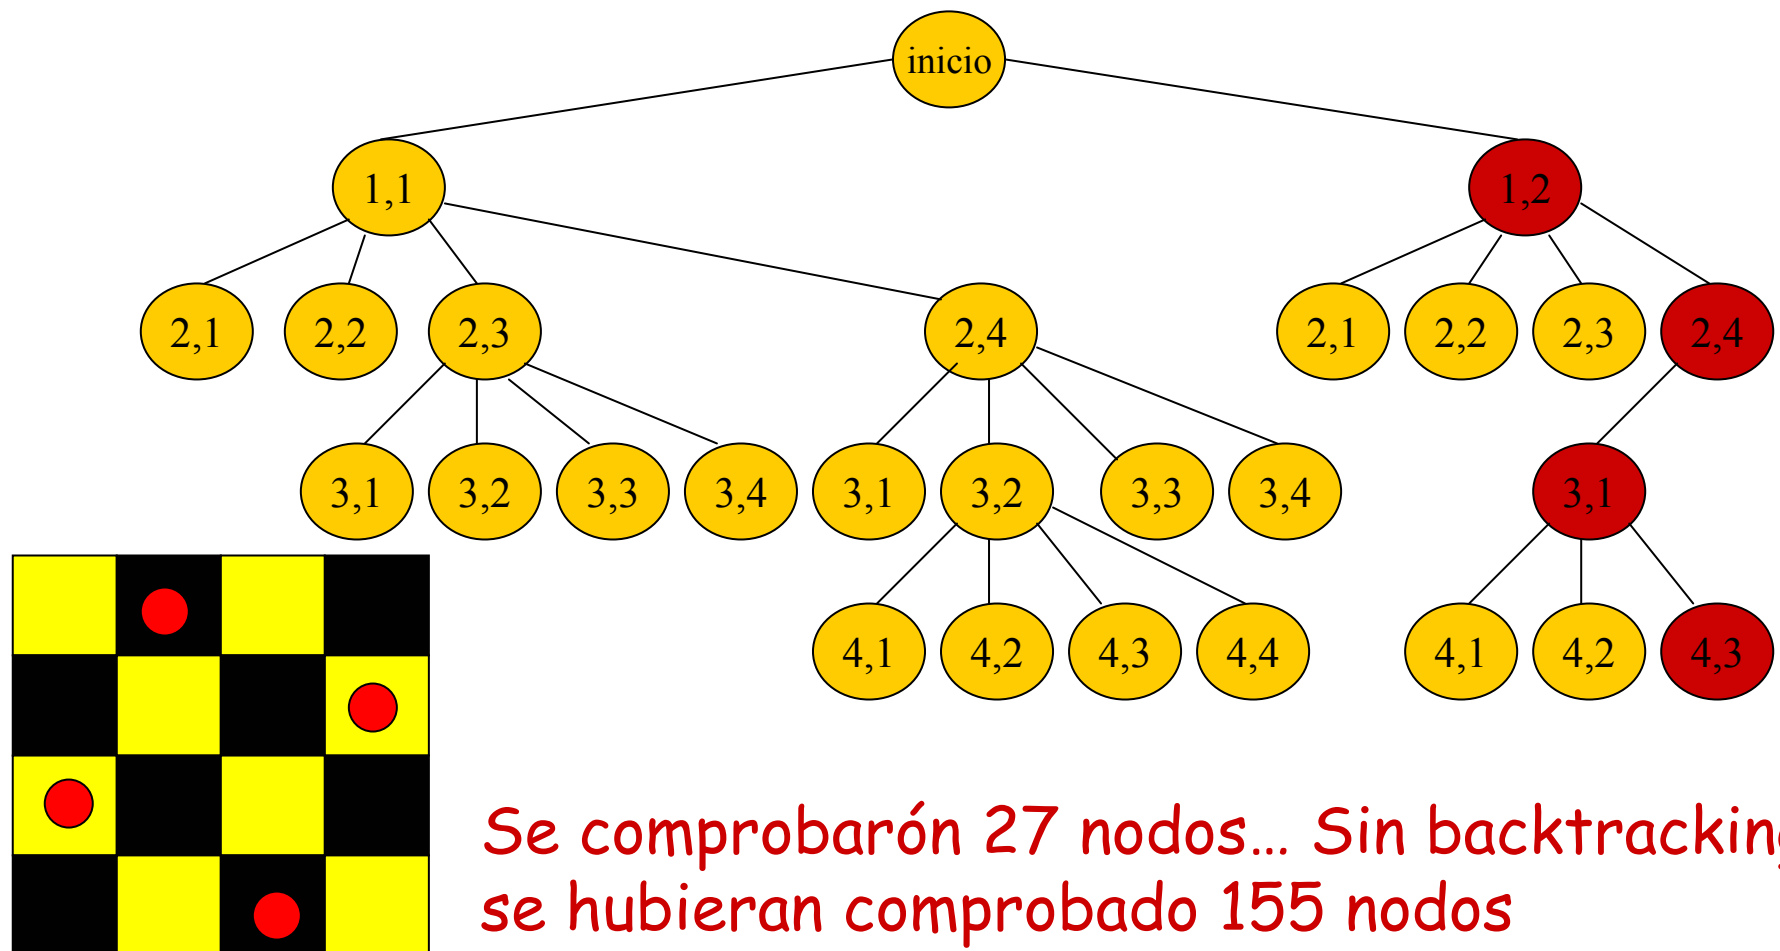 inicio
1,1 1,2
2,1 2,2 2,3 2,4 2,1 2,2 2,3 2,4
3,1 3,2 3,3 3,4 3,1 3,2 3,3 3,4 3,1
4,1 4,2 4,3 4,4 4,1 4,2 4,3
Se comprobarón 27 nodos... Sin backtracking
se hubieran comprobado 155 nodos